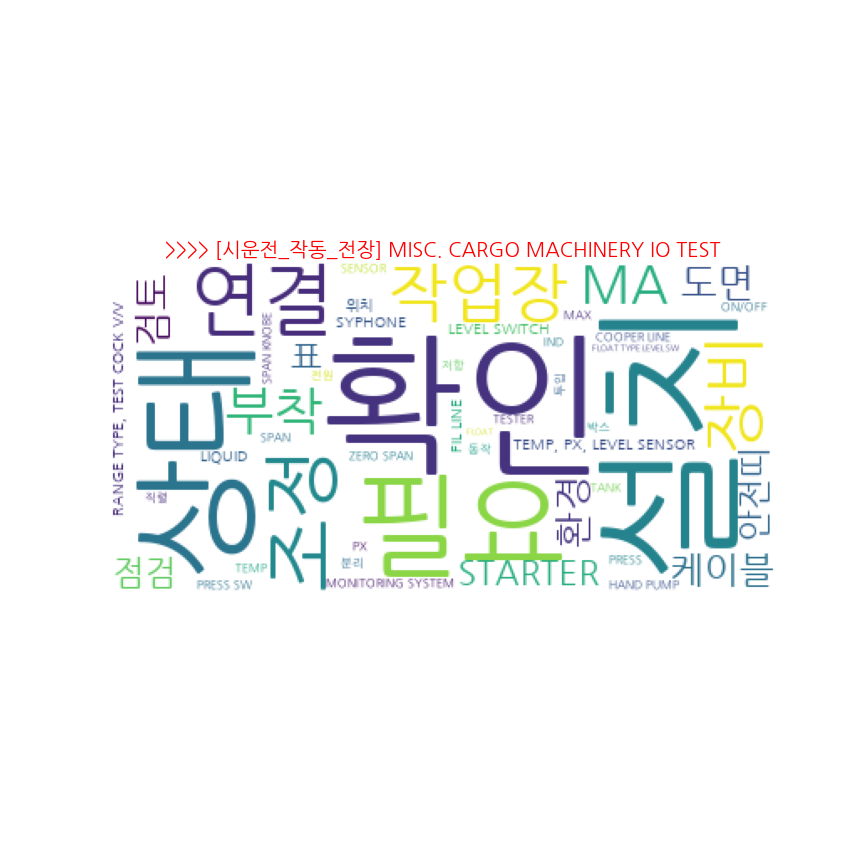 >>>> [시운전_작동_전장] MISC. CARGO MACHINERY IO TEST
검토
연결
SENSOR
작업장
MA
도면
위치
SYPHONE
MAX
ON/OFF
RANGE TYPE, TEST COCK V/V
SPAN KNOBE
LEVEL SWITCH
IND
COOPER LINE
FLOAT TYPE LEVELSW
표
전원
저항
투입
상태
확인
설치
장비
부착
FIL LINE
TESTER
FLOAT
박스
SPAN
LIQUID
ZERO SPAN
동작
TEMP, PX, LEVEL SENSOR
조정
필요
환경
안전띠
직렬
TANK
점검
TEMP
PX
분리
PRESS
PRESS SW
MONITORING SYSTEM
STARTER
HAND PUMP
케이블